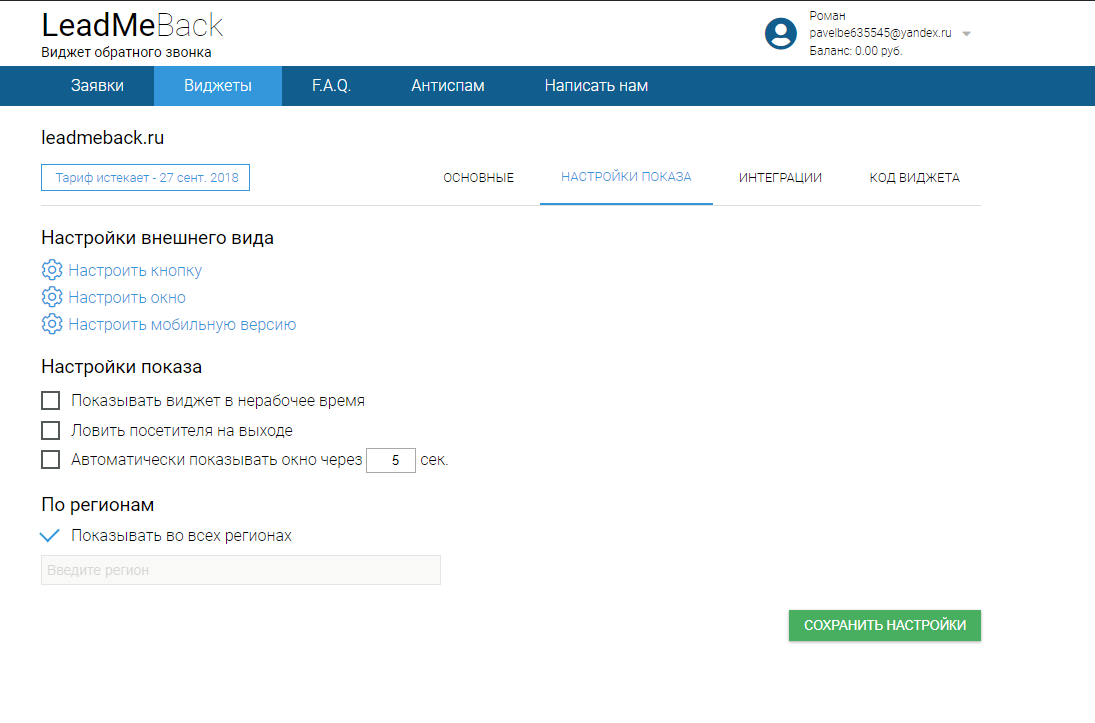 LeadMeBack
Виджет обратного звонка
Роман
pavelbe635545@yandex.ru
Баланс: 0.00 руб.
Заявки Виджеты F.A.Q. Антиспам Написать нам
leadmeback.ru
Тариф истекает - 27 сент. 2018
ОСНОВНЫЕ НАСТРОЙКИ ПОКАЗА ИНТЕГРАЦИИ КОД ВИДЖЕТА
Настройки внешнего вида
Настроить кнопку
Настроить окно
Настроить мобильную версию
Настройки показа
Показывать виджет в нерабочее время
Ловить посетителя на выходе
Автоматически показывать окно через 5 сек.
По регионам
Показывать во всех регионах
Введите регион
СОХРАНИТЬ НАСТРОЙКИ